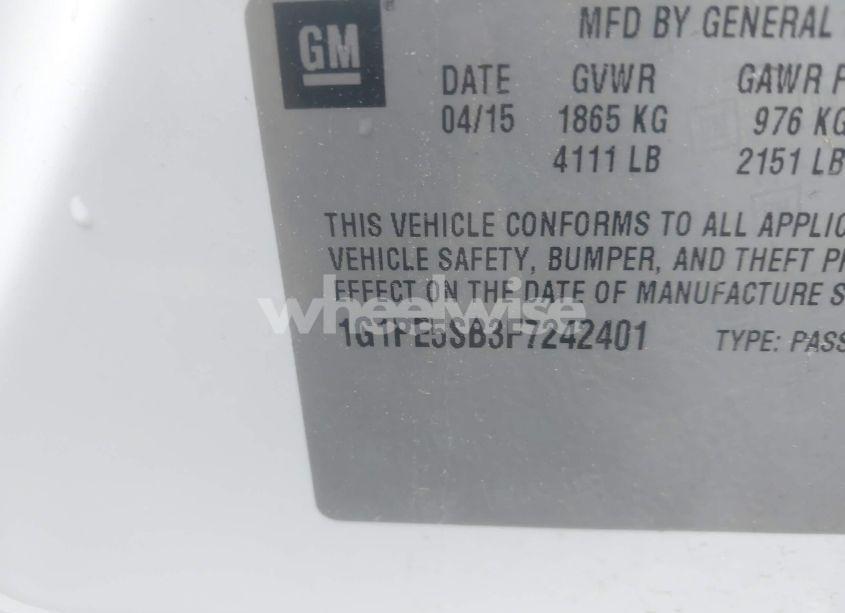 GM
MFD BY GENERAL
DATE GVWR GAWR F
04/15 1865 KG 976 KG
4111 LB 2151 LB
THIS VEHICLE CONFORMS TO ALL APPLIC
VEHICLE SAFETY, BUMPER, AND THEFT PR
EFFECT ON THE DATE OF MANUFACTURE S
wheelwise
1G1PE5SB3F7242401 TYPE: PASS